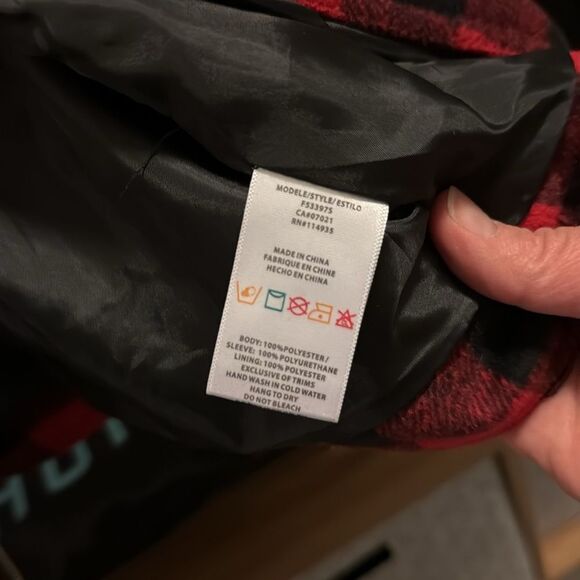 MODELE/STYLE/ESTILO
F53397S
CA#07021
RN#114935
MADE IN CHINA
FABRIQUE EN CHINE
HECHO EN CHINA
BODY: 100%POLYESTER/
SLEEVE: 100% POLYURETHANE
LINING: 100% POLYESTER
EXCLUSIVE OF TRIMS
HAND WASH IN COLD WATER
HANG TO DRY
DO NOT BLEACH